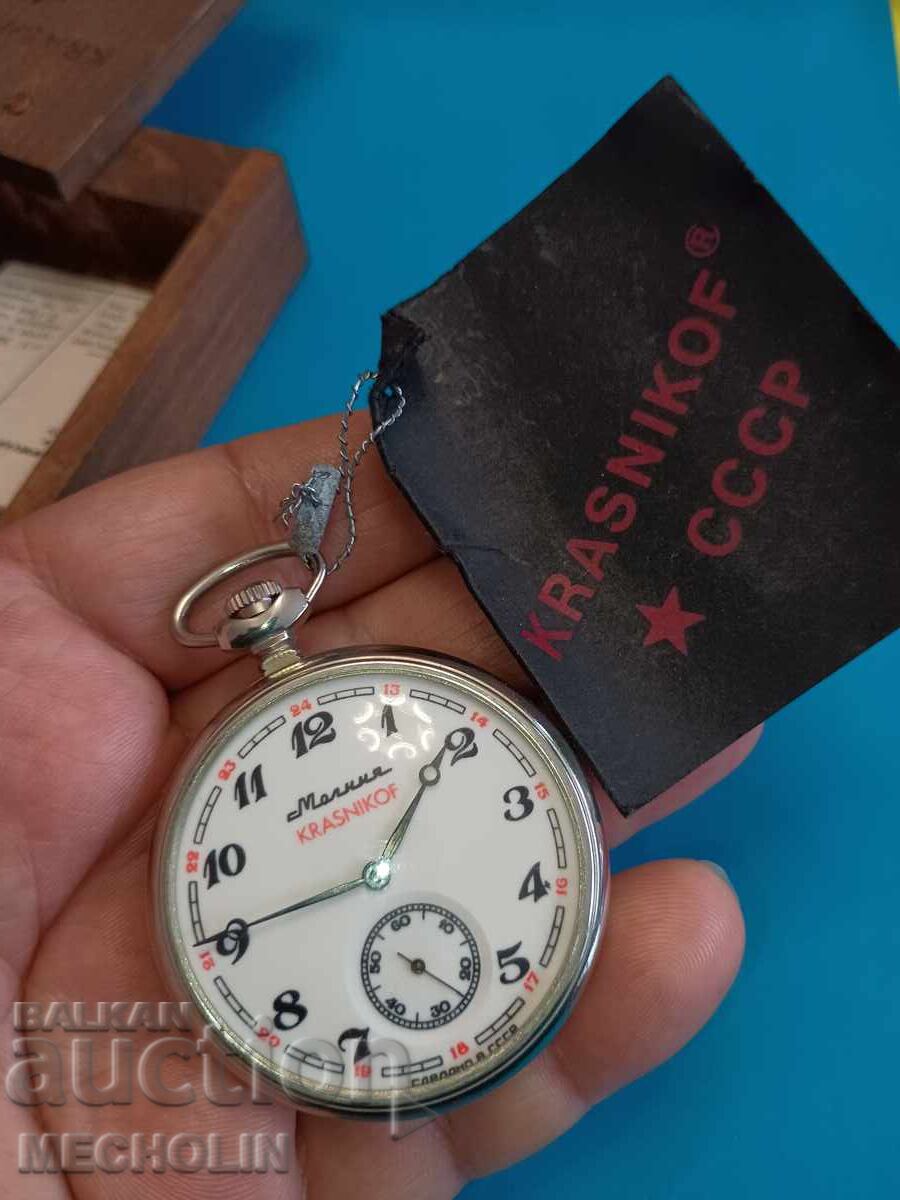 KRASNIKOF®
★ CCCP
Молния
KRASNIKOF
24 13 14 15 16 17 18 19 20 21 22 23
12 1 2 3 4 5 7 8 9 10 11
60 10 20 30 40 50
СДЕЛАНО В СССР
BALKAN
auction
MECHOLIN